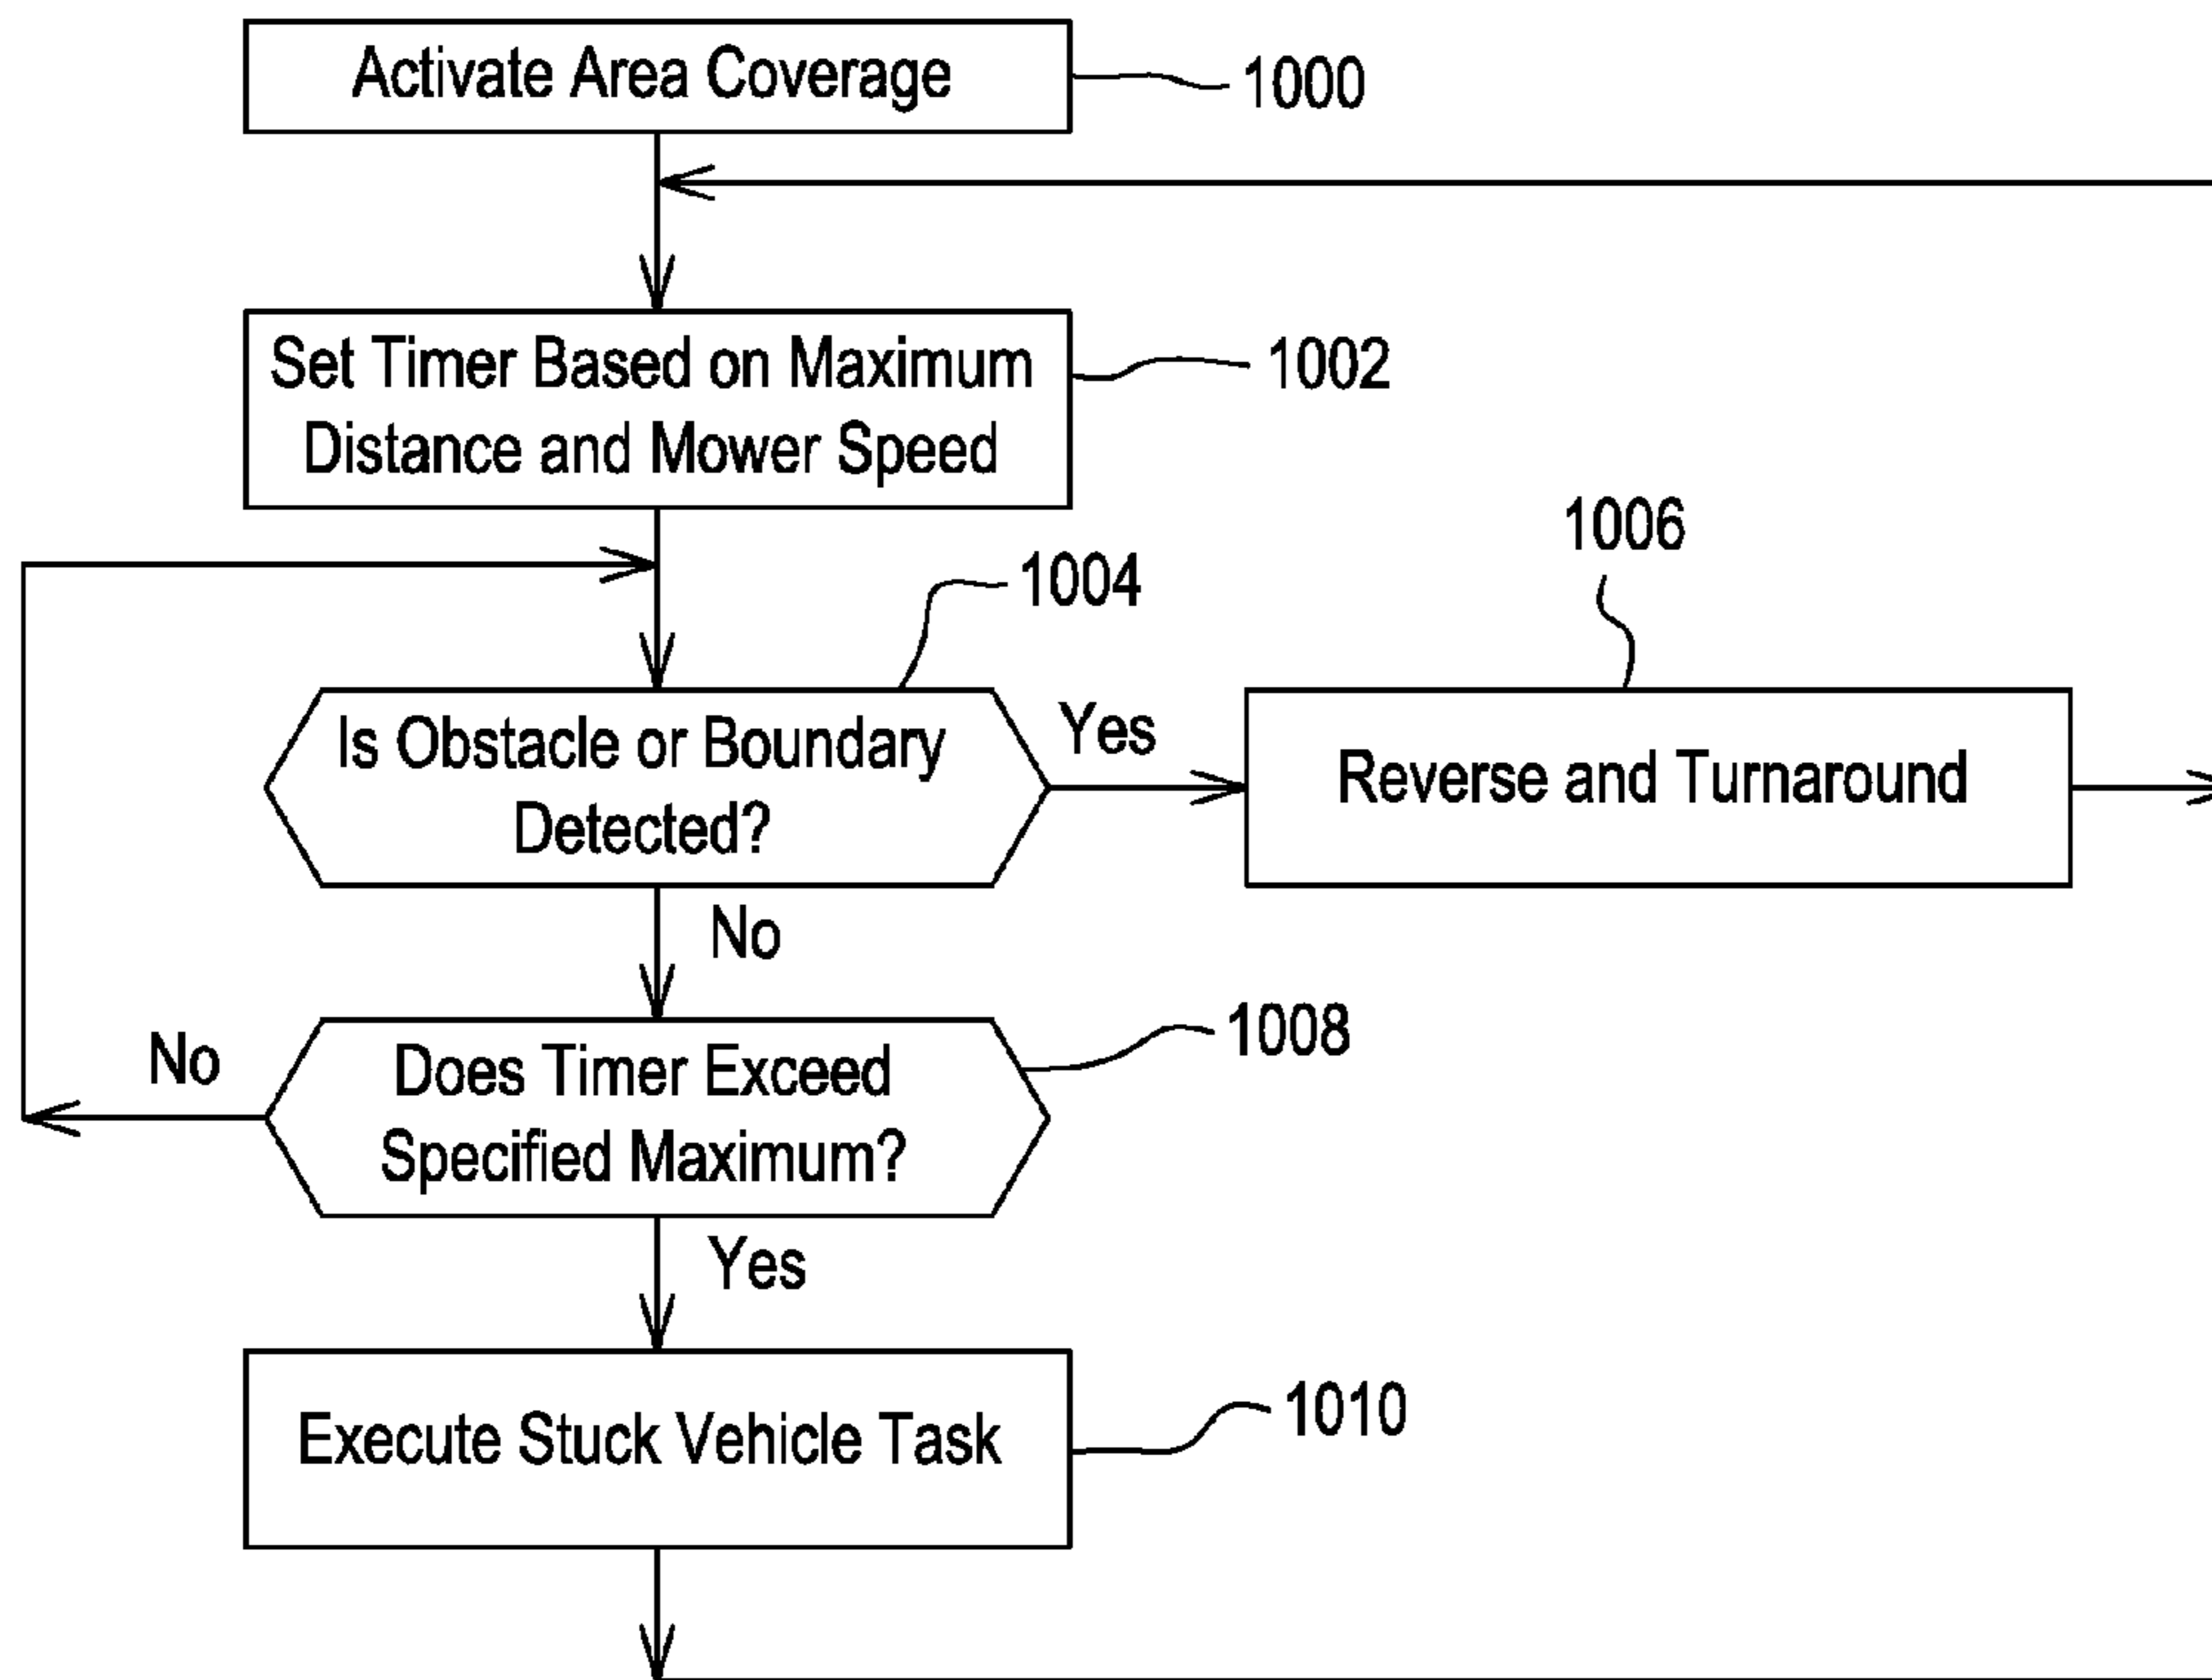 Activate Area Coverage
1000
Set Timer Based on Maximum
Distance and Mower Speed
1002
1004
1006
Is Obstacle or Boundary
Detected?
Yes
Reverse and Turnaround
No
Does Timer Exceed
Specified Maximum?
1008
No
Yes
Execute Stuck Vehicle Task
1010